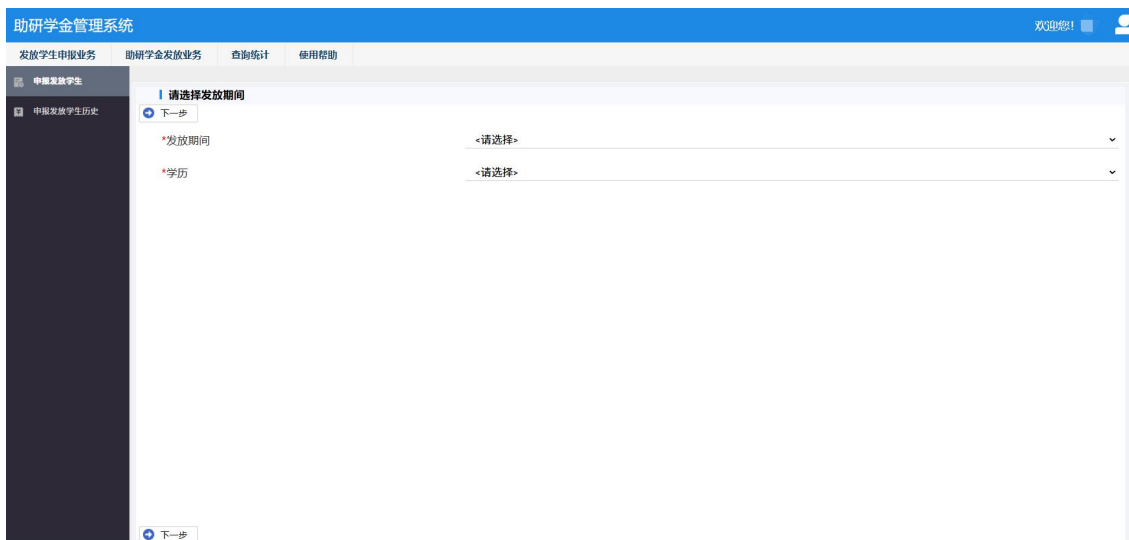 助研学金管理系统
欢迎您!
发放学生申报业务 助研学金发放业务 查询统计 使用帮助
申报发放学生
申报发放学生历史
请选择发放期间
下一步
*发放期间 <请选择>
*学历 <请选择>
下一步